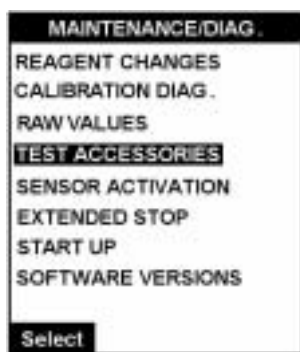 MAINTENANCE/DIAG.
REAGENT CHANGES
CALIBRATION DIAG.
RAW VALUES
TEST ACCESSORIES
SENSOR ACTIVATION
EXTENDED STOP
START UP
SOFTWARE VERSIONS
Select